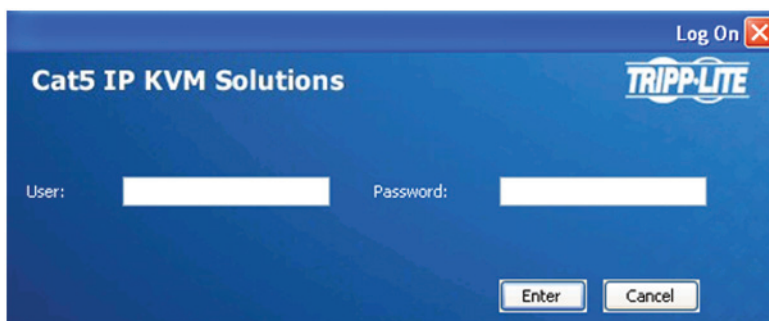 Log On
Cat5 IP KVM Solutions
TRIPP·LITE
User:
Password:
Enter
Cancel